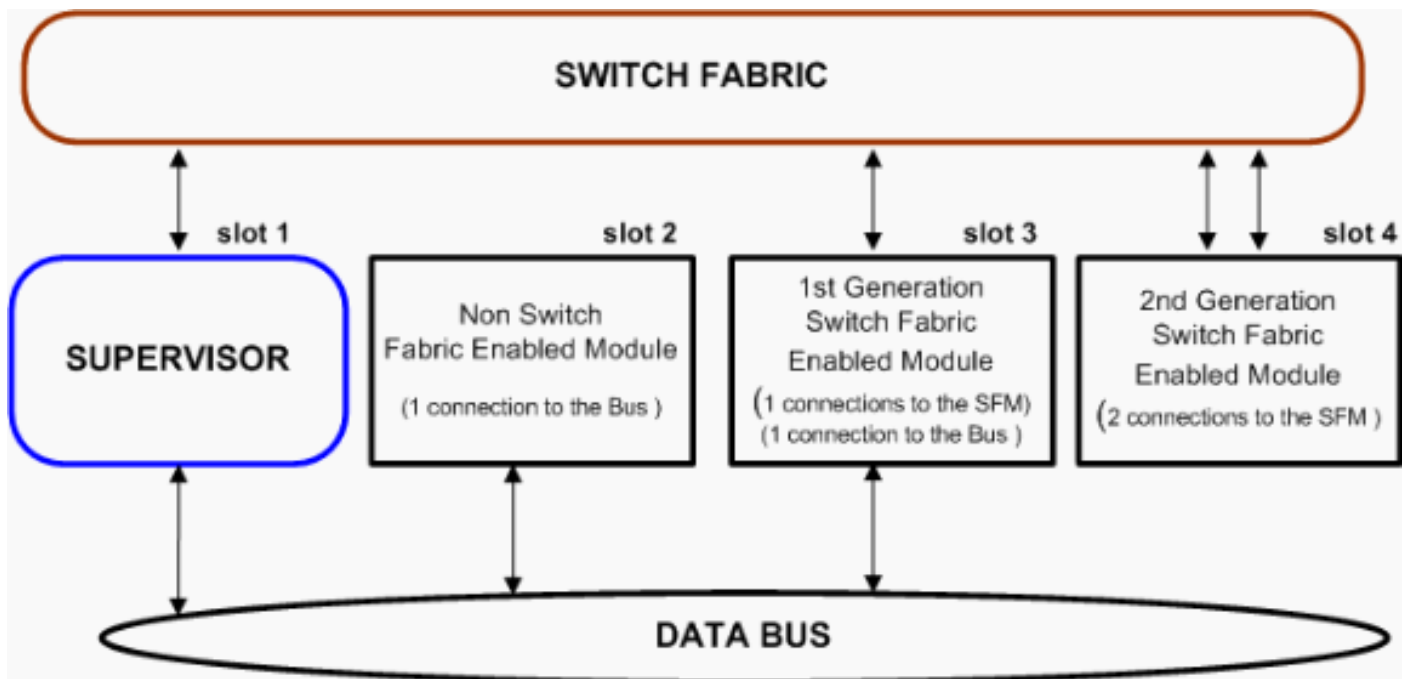 SWITCH FABRIC
slot 1
slot 2
slot 3
slot 4
SUPERVISOR
Non Switch
Fabric Enabled Module
(1 connection to the Bus )
1st Generation
Switch Fabric
Enabled Module
(1 connections to the SFM)
(1 connection to the Bus )
2nd Generation
Switch Fabric
Enabled Module
(2 connections to the SFM )
DATA BUS